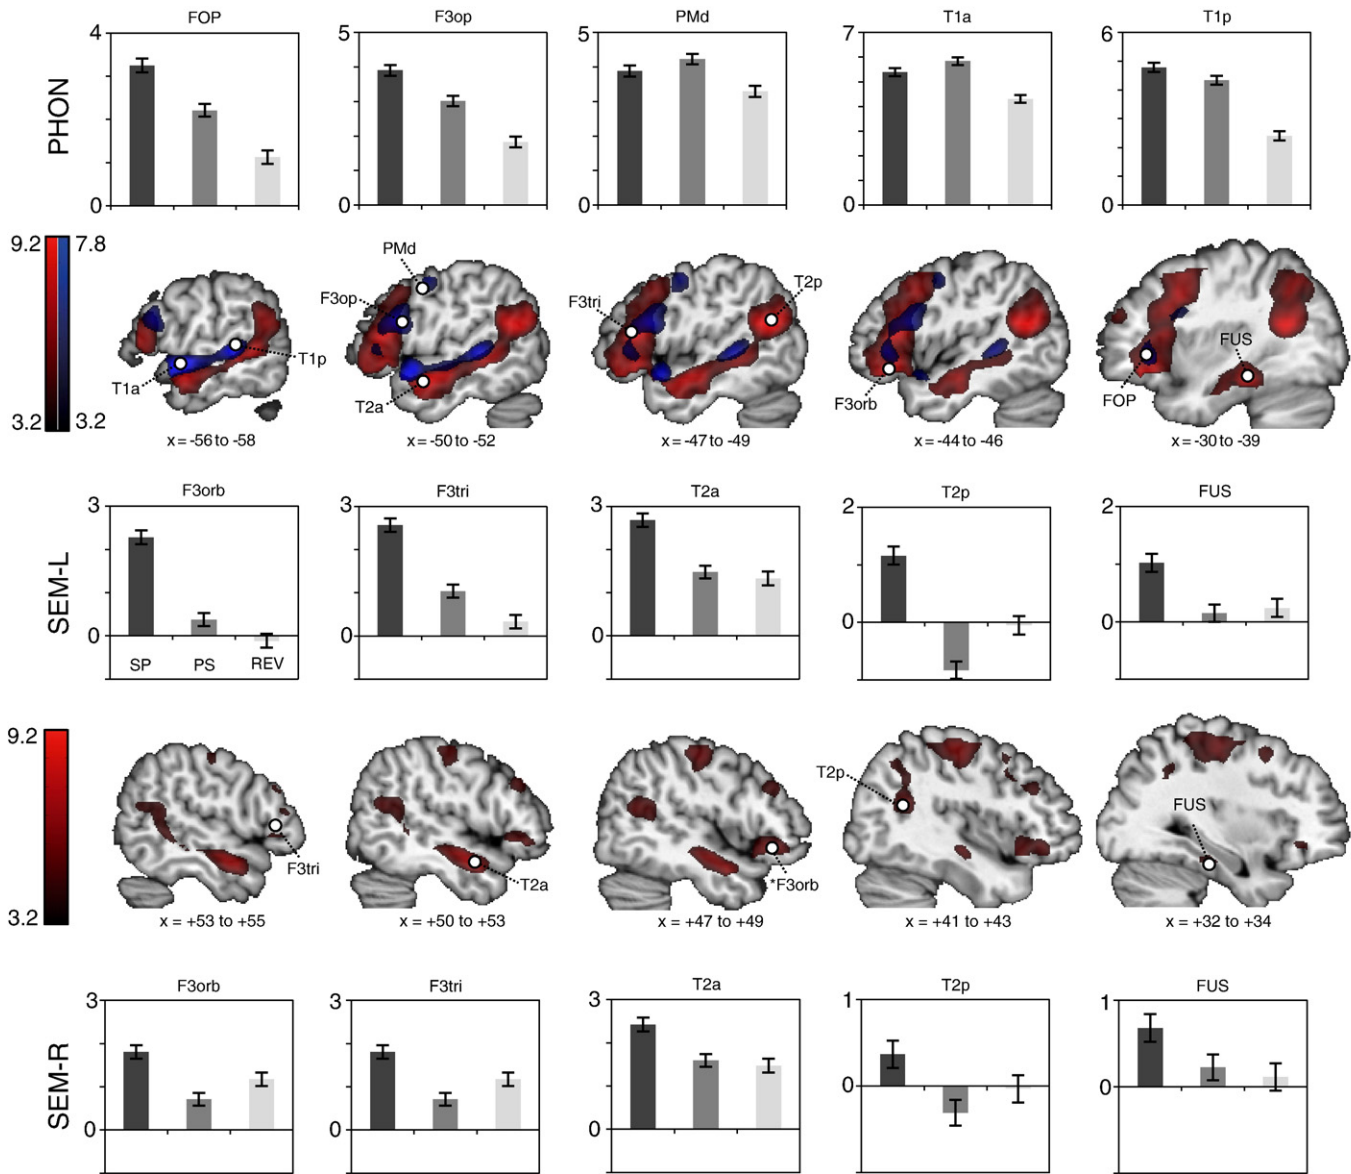 FOP F3op PMd T1a T1p
PHON
4 5 5 7 6
0 0 0 0 0
9.2 7.8
3.2 3.2
PMd
F3op
T1a
T1p
T2a
F3tri
T2p
F3orb
FUS
FOP
x = -56 to -58 x = -50 to -52 x = -47 to -49 x = -44 to -46 x = -30 to -39
F3orb F3tri T2a T2p FUS
SEM-L
3 3 3 2 2
0 0 0 0 0
SP PS REV
9.2
3.2
F3tri
T2a
*F3orb
T2p
FUS
x = +53 to +55 x = +50 to +53 x = +47 to +49 x = +41 to +43 x = +32 to +34
F3orb F3tri T2a T2p FUS
SEM-R
3 3 3 1 1
0 0 0 0 0